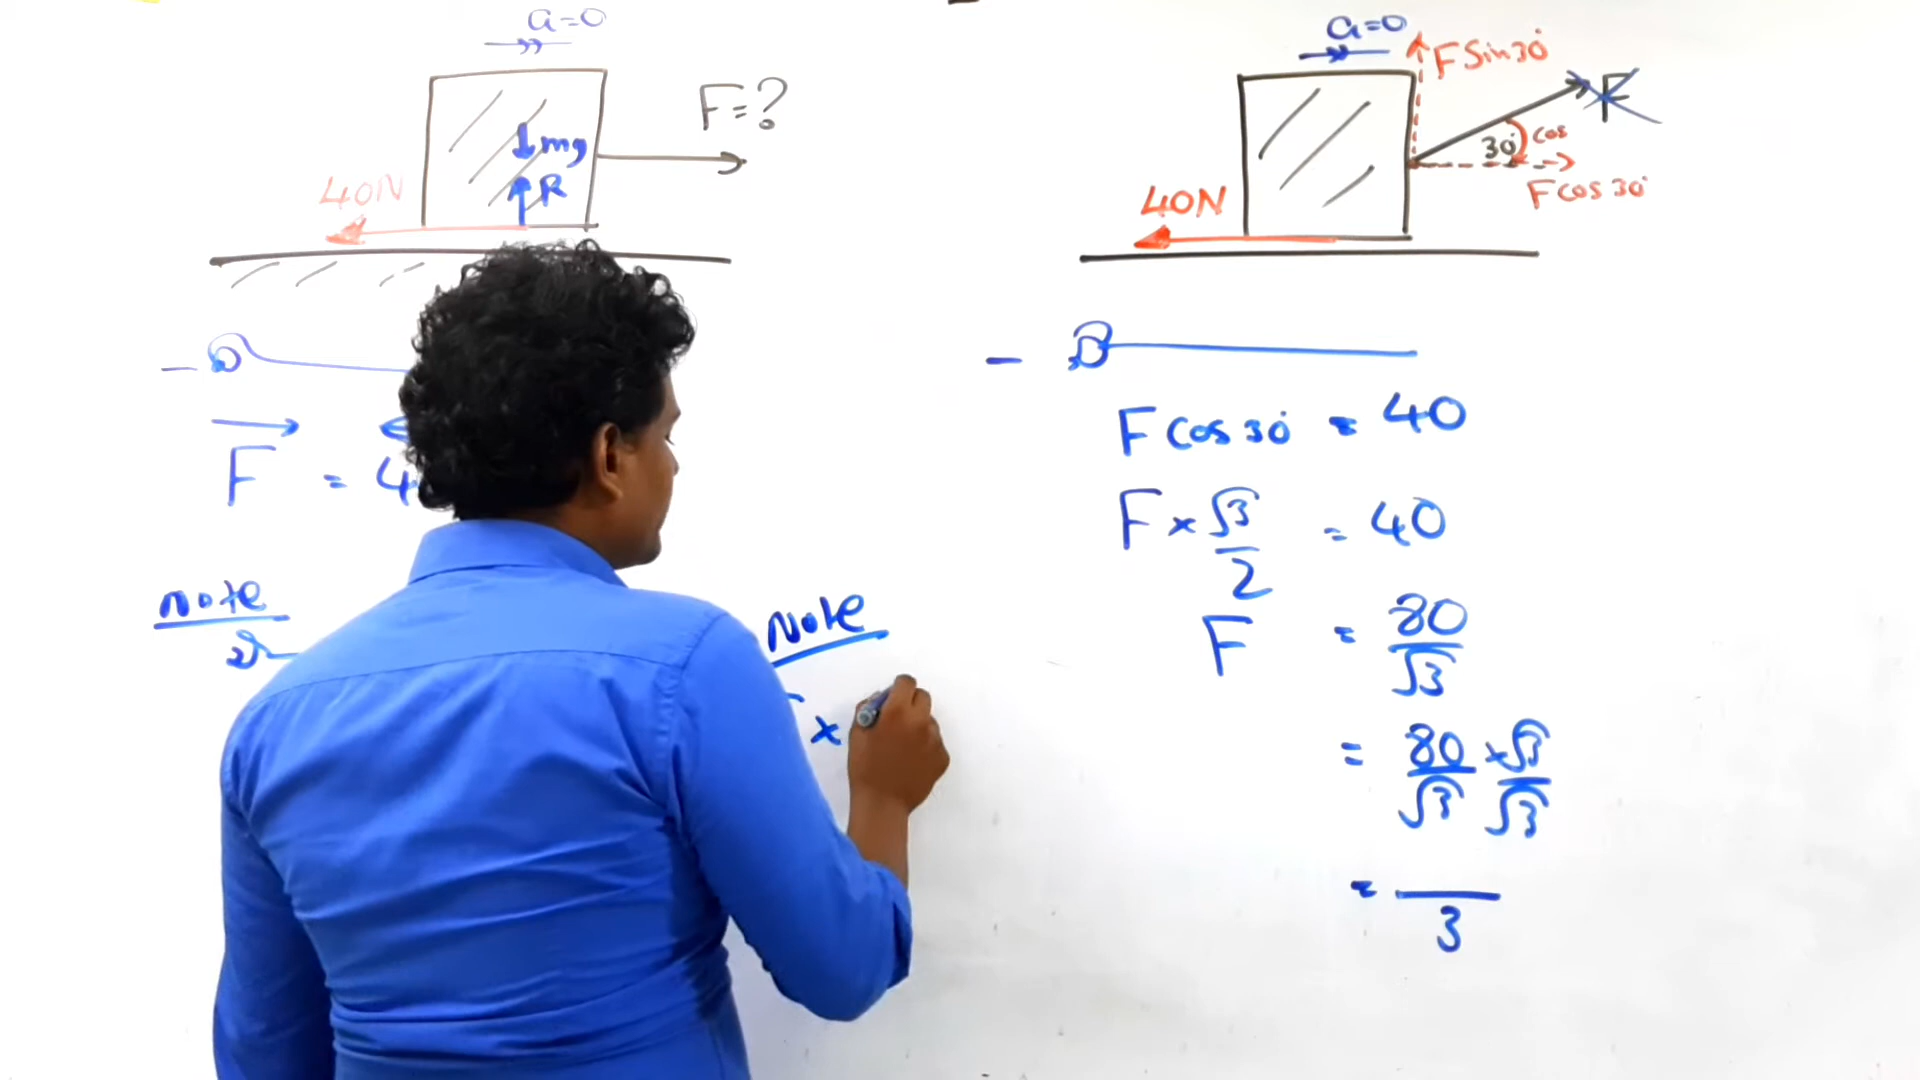 a=0
F=?
mg
R
40N
F = 4
note
Note
×
a=0
F Sin30°
F
30° cos
F cos 30°
40N
F cos 30° = 40
F × √3/2 = 40
F = 80/√3
= 80/√3 × √3/√3
= /3